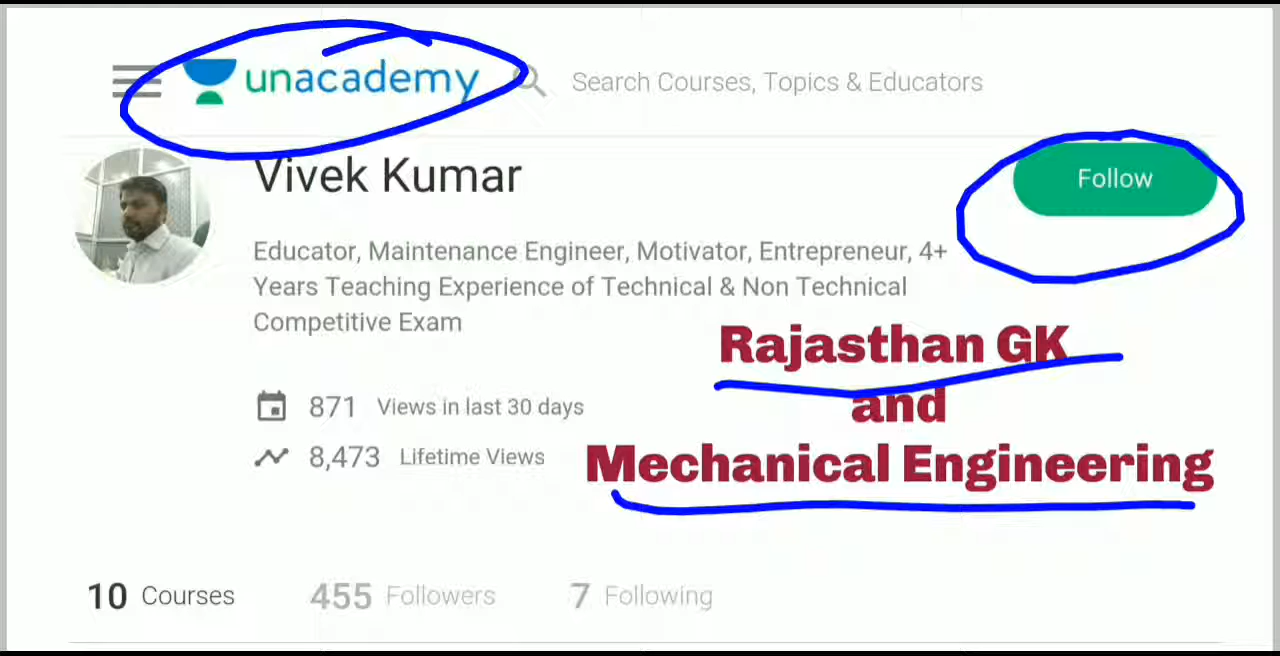 unacademy
Search Courses, Topics & Educators
Vivek Kumar
Follow
Educator, Maintenance Engineer, Motivator, Entrepreneur, 4+
Years Teaching Experience of Technical & Non Technical
Competitive Exam
Rajasthan GK
and
Mechanical Engineering
871 Views in last 30 days
8,473 Lifetime Views
10 Courses 455 Followers 7 Following